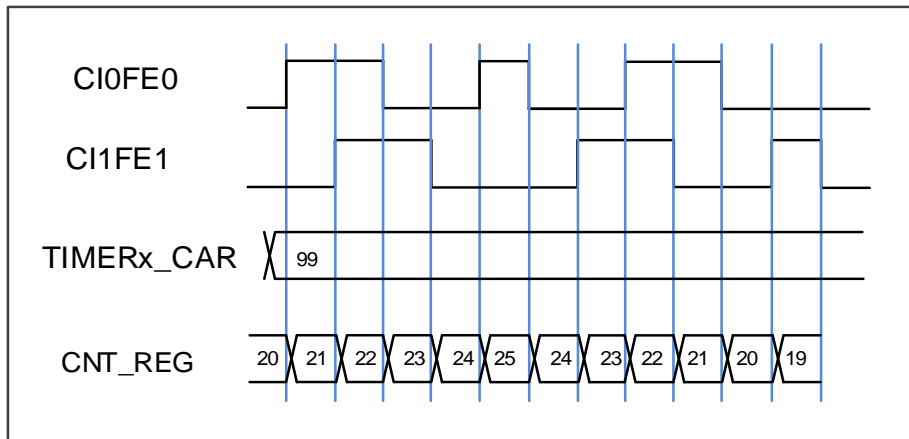 CI0FE0
CI1FE1
TIMERx_CAR 99
CNT_REG 20 21 22 23 24 25 24 23 22 21 20 19